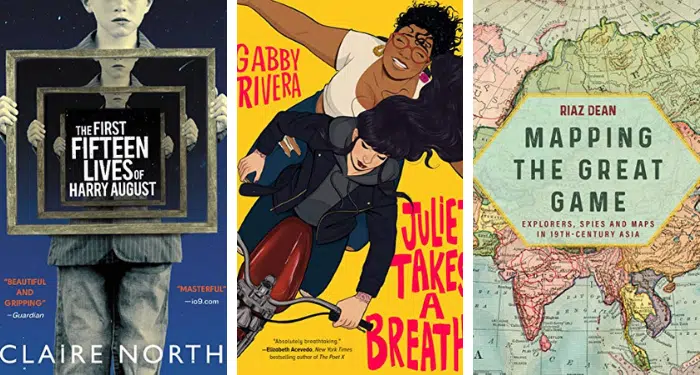 THE FIRST
FIFTEEN
LIVES OF
HARRY AUGUST
"BEAUTIFUL
AND
GRIPPING"
—Guardian
"MASTERFUL"
—io9.com
CLAIRE NORTH
GABBY
RIVERA
JULIET
TAKES
A
BREATH
"Absolutely breathtaking."
—Elizabeth Acevedo, New York Times
bestselling author of The Poet X
RIAZ DEAN
MAPPING
THE GREAT
GAME
EXPLORERS, SPIES AND MAPS
IN 19TH-CENTURY ASIA